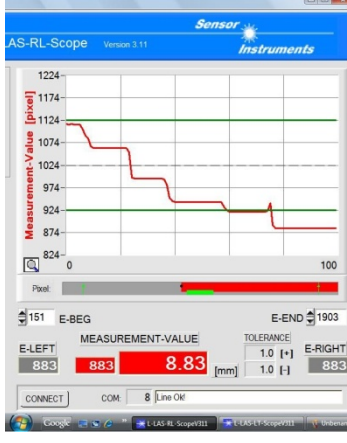 Sensor
Instruments
LAS-RL-Scope Version 3.11
Measurement-Value [pixel]
1224
1174
1124
1074
1024
974
924
874
824
0 100
Pixel:
151 E-BEG
E-END 1903
E-LEFT
MEASUREMENT-VALUE
TOLERANCE
E-RIGHT
883
883
8.83
[mm]
1.0 [+]
1.0 [-]
883
CONNECT
COM: 8 Line Ok!
Google
L-LAS-RL-ScopeV311
L-LAS-LT-ScopeV311
Unbenan